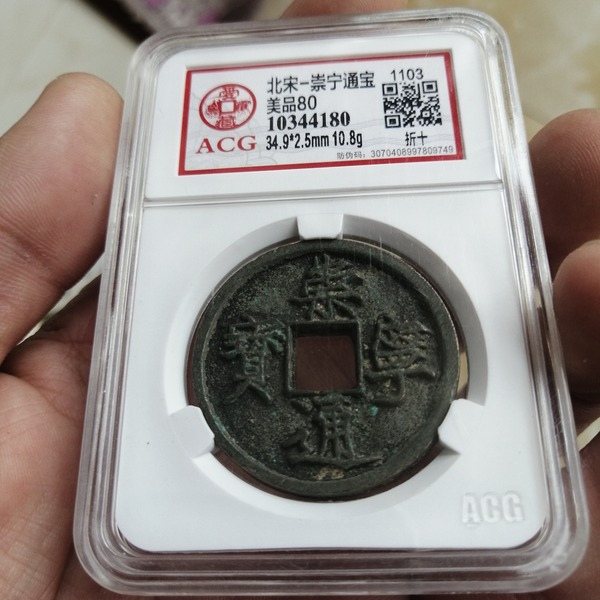 北宋-崇宁通宝 1103
美品80
10344180
ACG 34.9*2.5mm 10.8g 折十
防伪码: 3070408997809749
崇
寶 寧
通
ACG